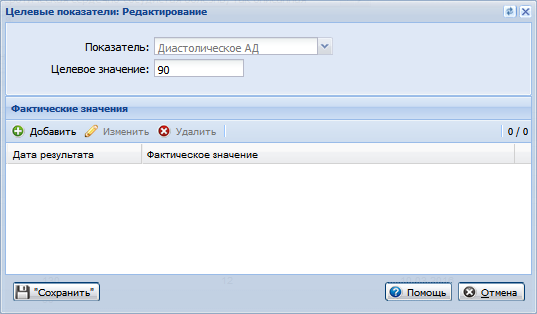 Целевые показатели: Редактирование
Показатель: Диастолическое АД
Целевое значение: 90
Фактические значения
Добавить Изменить Удалить 0 / 0
Дата результата Фактическое значение
12
"Сохранить" Помощь Отмена